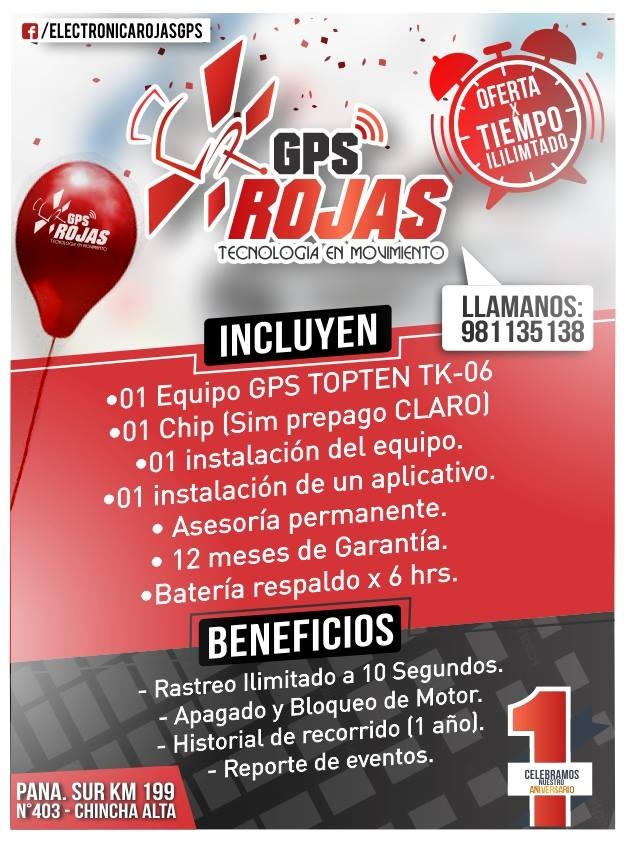 /ELECTRONICAROJASGPS
OFERTA
X
TIEMPO
ILILIMTADO
GPS
ROJAS
TECNOLOGIA EN MOVIMIENTO
GPS
ROJAS
TECNOLOGIA EN MOVIMIENTO
LLAMANOS:
981135138
INCLUYEN
•01 Equipo GPS TOPTEN TK-06
•01 Chip (Sim prepago CLARO)
•01 instalación del equipo.
•01 instalación de un aplicativo.
• Asesoría permanente.
• 12 meses de Garantía.
•Batería respaldo x 6 hrs.
BENEFICIOS
- Rastreo Ilimitado a 10 Segundos.
- Apagado y Bloqueo de Motor.
- Historial de recorrido (1 año).
- Reporte de eventos.
1
CELEBRAMOS
NUESTRO
ANIVERSARIO
PANA. SUR KM 199
N°403 - CHINCHA ALTA